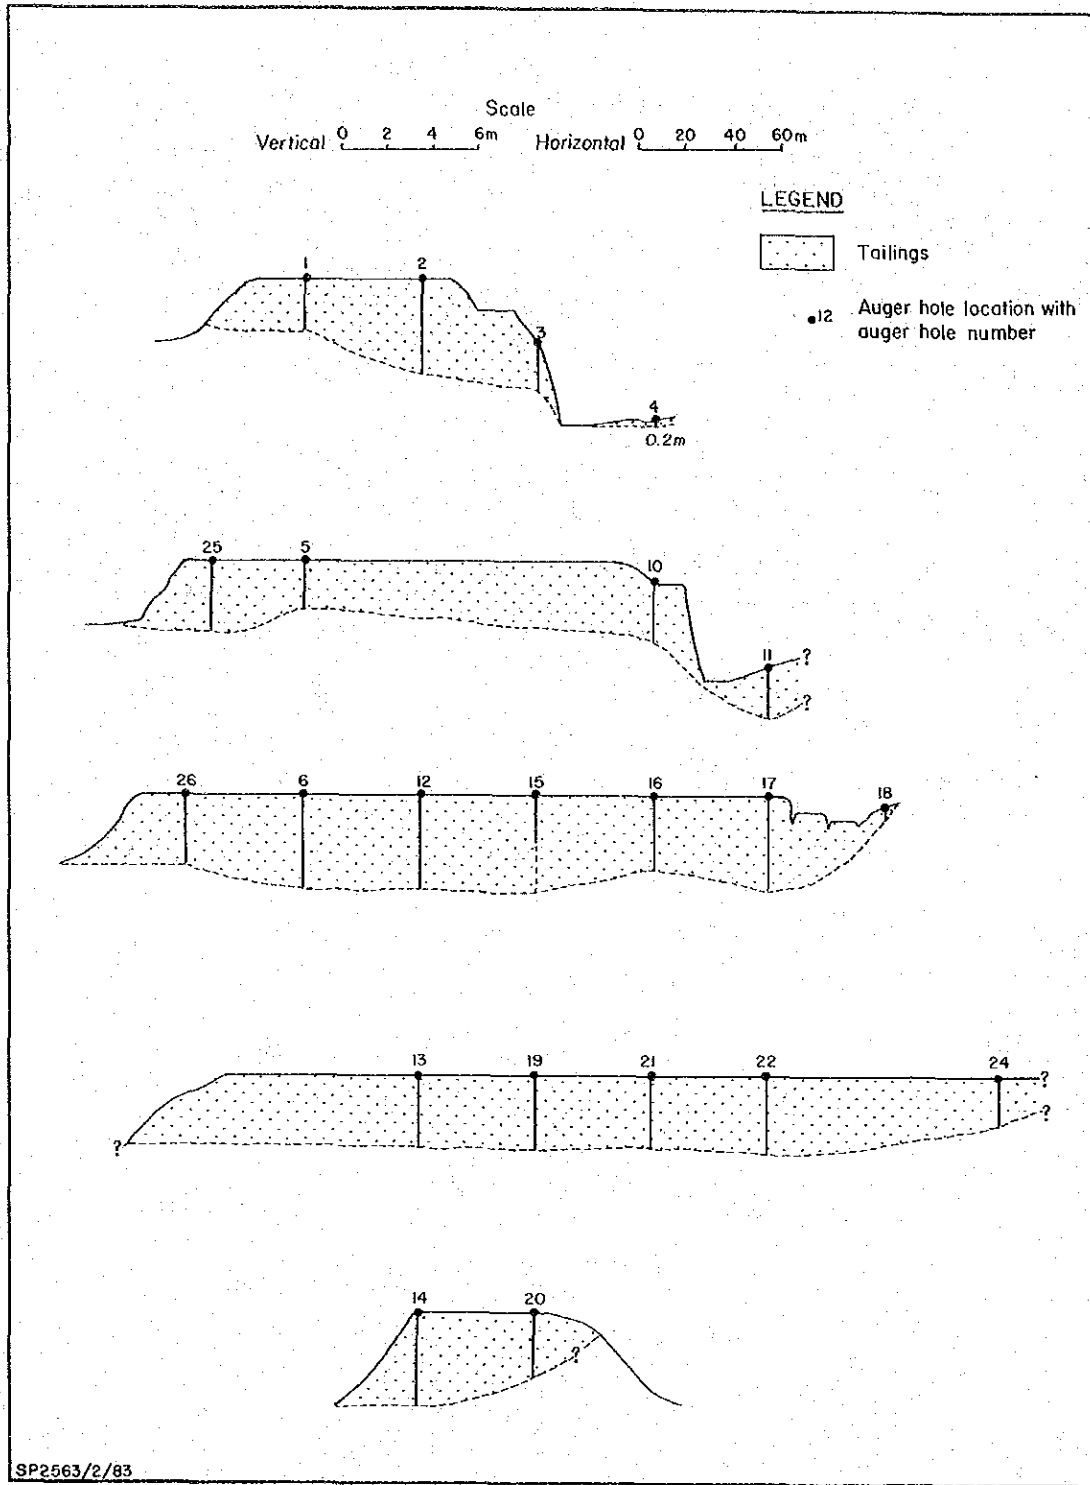 Scale
Vertical 0 2 4 6m Horizontal 0 20 40 60m
LEGEND
Tailings
12 Auger hole location with
auger hole number
1 2
3
4
0.2m
25 5
10
11 ?
?
26 6 12 15 16 17 18
13 19 21 22 24 ?
?
?
14 20
?
SP2563/2/83